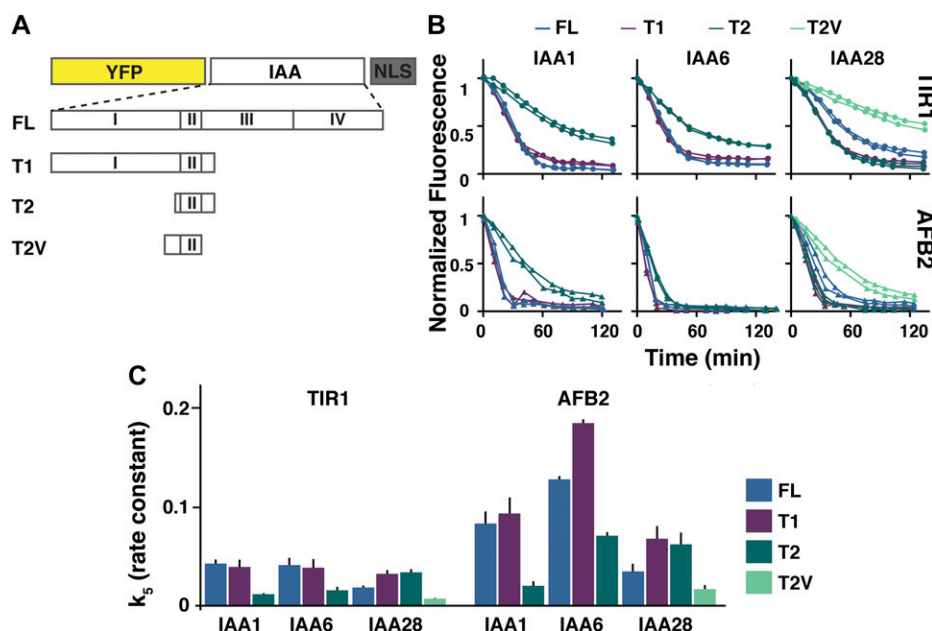 A
YFP IAA NLS
FL I II III IV
T1 I II
T2 II
T2V II
B
FL T1 T2 T2V
IAA1 IAA6 IAA28
Normalized Fluorescence
1
0.5
0
TIR1
Normalized Fluorescence
1
0.5
0
AFB2
0 60 120 0 60 120 0 60 120
Time (min)
C
TIR1 AFB2
k5 (rate constant)
0.2
0.1
0
FL
T1
T2
T2V
IAA1 IAA6 IAA28 IAA1 IAA6 IAA28